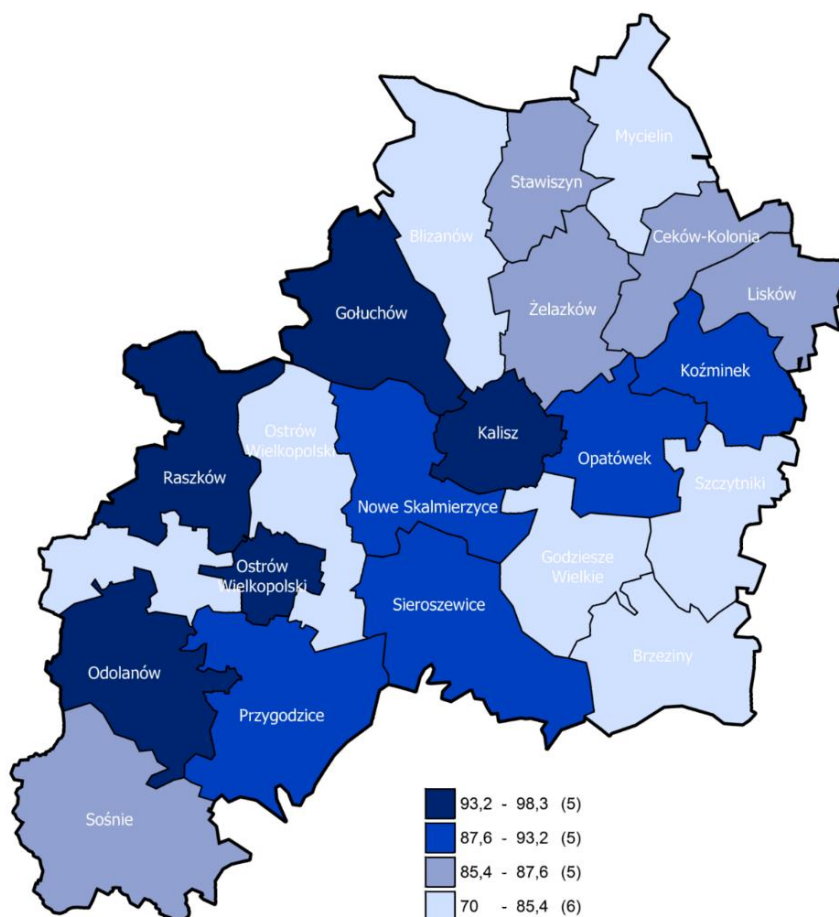 Mycielin
Stawiszyn
Blizanów
Ceków-Kolonia
Lisków
Żelazków
Gołuchów
Koźminek
Ostrów
Wielkopolski
Kalisz
Opatówek
Raszków
Szczytniki
Nowe Skalmierzyce
Godziesze
Wielkie
Ostrów
Wielkopolski
Sieroszewice
Brzeziny
Odolanów
Przygodzice
Sośnie
93,2 - 98,3 (5)
87,6 - 93,2 (5)
85,4 - 87,6 (5)
70 - 85,4 (6)